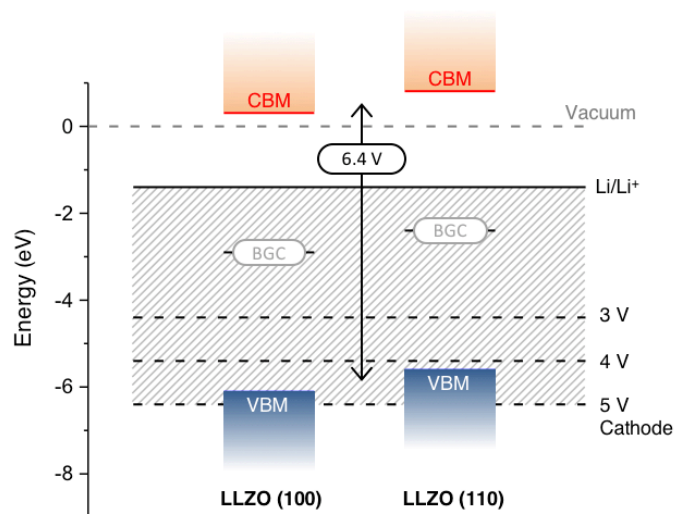 CBM
CBM
Vacuum
0
6.4 V
Li/Li⁺
-2
BGC
BGC
Energy (eV)
-4
3 V
4 V
-6
VBM
VBM
5 V
Cathode
-8
LLZO (100)
LLZO (110)